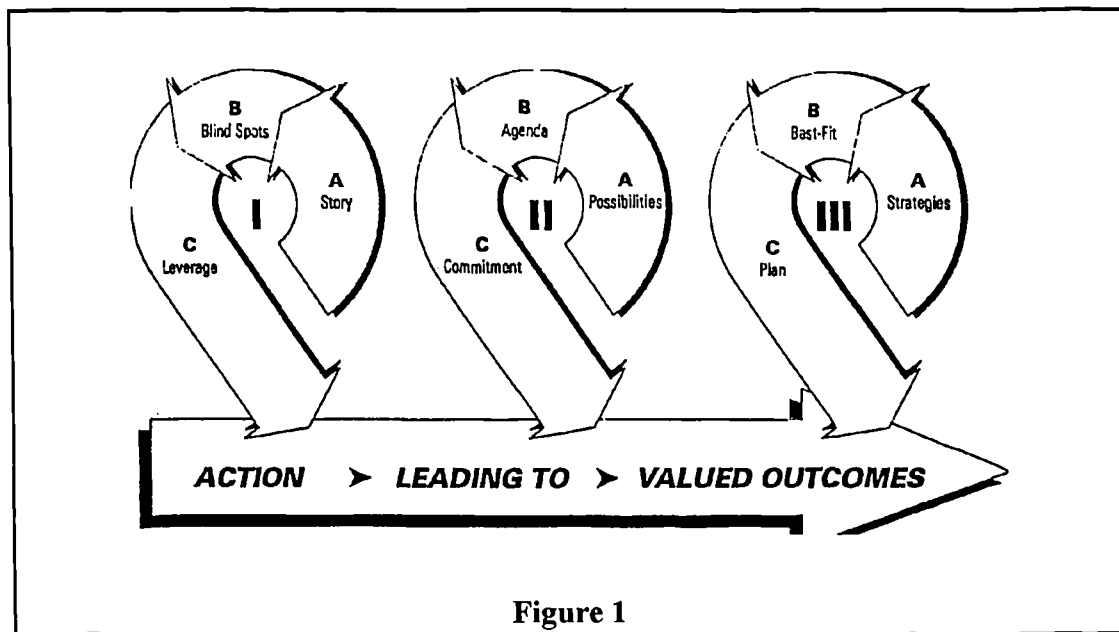 B
Blind Spots
A
Story
I
C
Leverage
B
Agenda
A
Possibilities
II
C
Commitment
B
Bast-Fit
A
Strategies
III
C
Plan
ACTION ➤ LEADING TO ➤ VALUED OUTCOMES
Figure 1